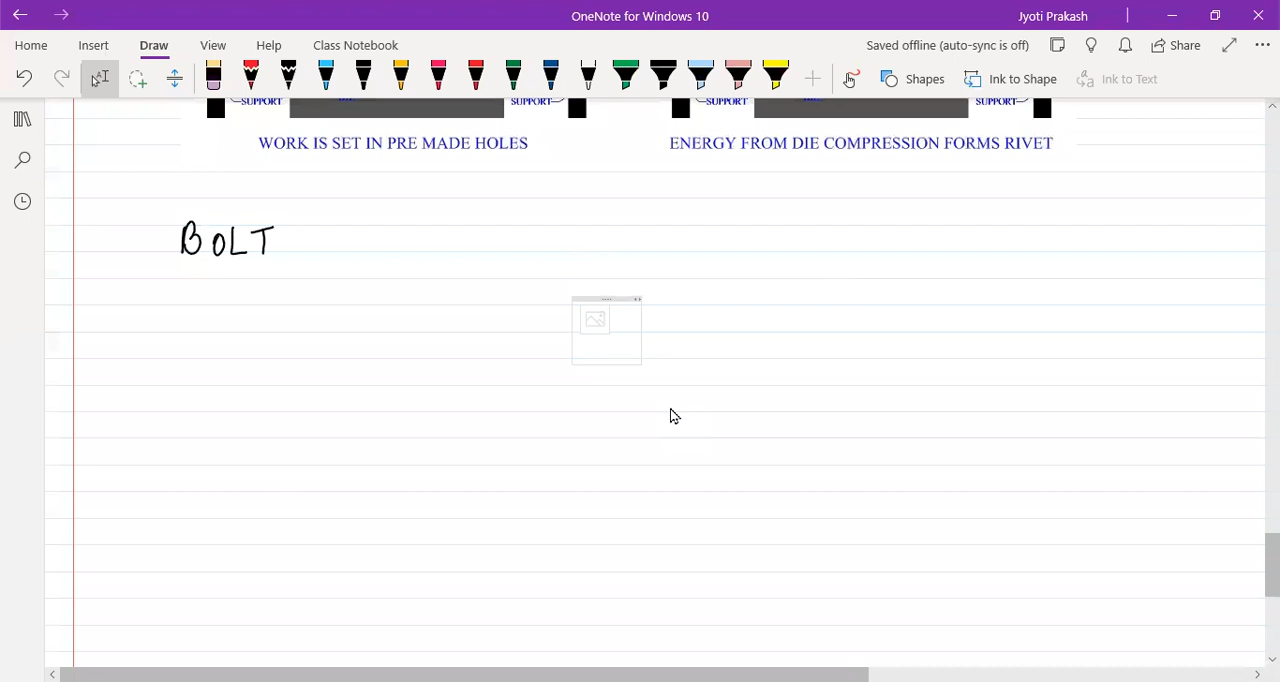 OneNote for Windows 10
Jyoti Prakash
Home Insert Draw View Help Class Notebook
Saved offline (auto-sync is off) Share
Shapes Ink to Shape Ink to Text
SUPPORT SUPPORT SUPPORT SUPPORT
WORK IS SET IN PRE MADE HOLES ENERGY FROM DIE COMPRESSION FORMS RIVET
BOLT